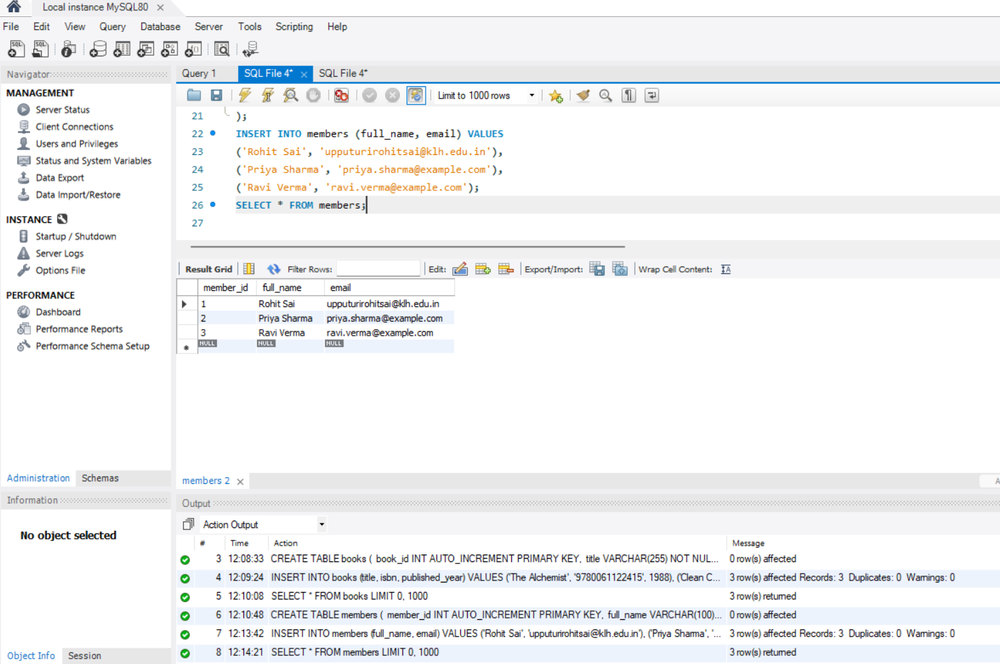 Local instance MySQL80
File Edit View Query Database Server Tools Scripting Help
Navigator
MANAGEMENT
Server Status
Client Connections
Users and Privileges
Status and System Variables
Data Export
Data Import/Restore
INSTANCE
Startup / Shutdown
Server Logs
Options File
PERFORMANCE
Dashboard
Performance Reports
Performance Schema Setup
Administration Schemas
Information
No object selected
Object Info Session
Query 1 SQL File 4* SQL File 4*
Limit to 1000 rows
21 );
22 INSERT INTO members (full_name, email) VALUES
23 ('Rohit Sai', 'upputurirohitsai@klh.edu.in'),
24 ('Priya Sharma', 'priya.sharma@example.com'),
25 ('Ravi Verma', 'ravi.verma@example.com');
26 SELECT * FROM members;
27
Result Grid Filter Rows: Edit: Export/Import: Wrap Cell Content:
member_id full_name email
1 Rohit Sai upputurirohitsai@klh.edu.in
2 Priya Sharma priya.sharma@example.com
3 Ravi Verma ravi.verma@example.com
NULL NULL NULL
members 2
A
Output
Action Output
# Time Action Message
3 12:08:33 CREATE TABLE books ( book_id INT AUTO_INCREMENT PRIMARY KEY, title VARCHAR(255) NOT NUL... 0 row(s) affected
4 12:09:24 INSERT INTO books (title, isbn, published_year) VALUES ('The Alchemist', '9780061122415', 1988), ('Clean C... 3 row(s) affected Records: 3 Duplicates: 0 Warnings: 0
5 12:10:08 SELECT * FROM books LIMIT 0, 1000 3 row(s) returned
6 12:10:48 CREATE TABLE members ( member_id INT AUTO_INCREMENT PRIMARY KEY, full_name VARCHAR(100)... 0 row(s) affected
7 12:13:42 INSERT INTO members (full_name, email) VALUES ('Rohit Sai', 'upputurirohitsai@klh.edu.in'), ('Priya Sharma', '... 3 row(s) affected Records: 3 Duplicates: 0 Warnings: 0
8 12:14:21 SELECT * FROM members LIMIT 0, 1000 3 row(s) returned